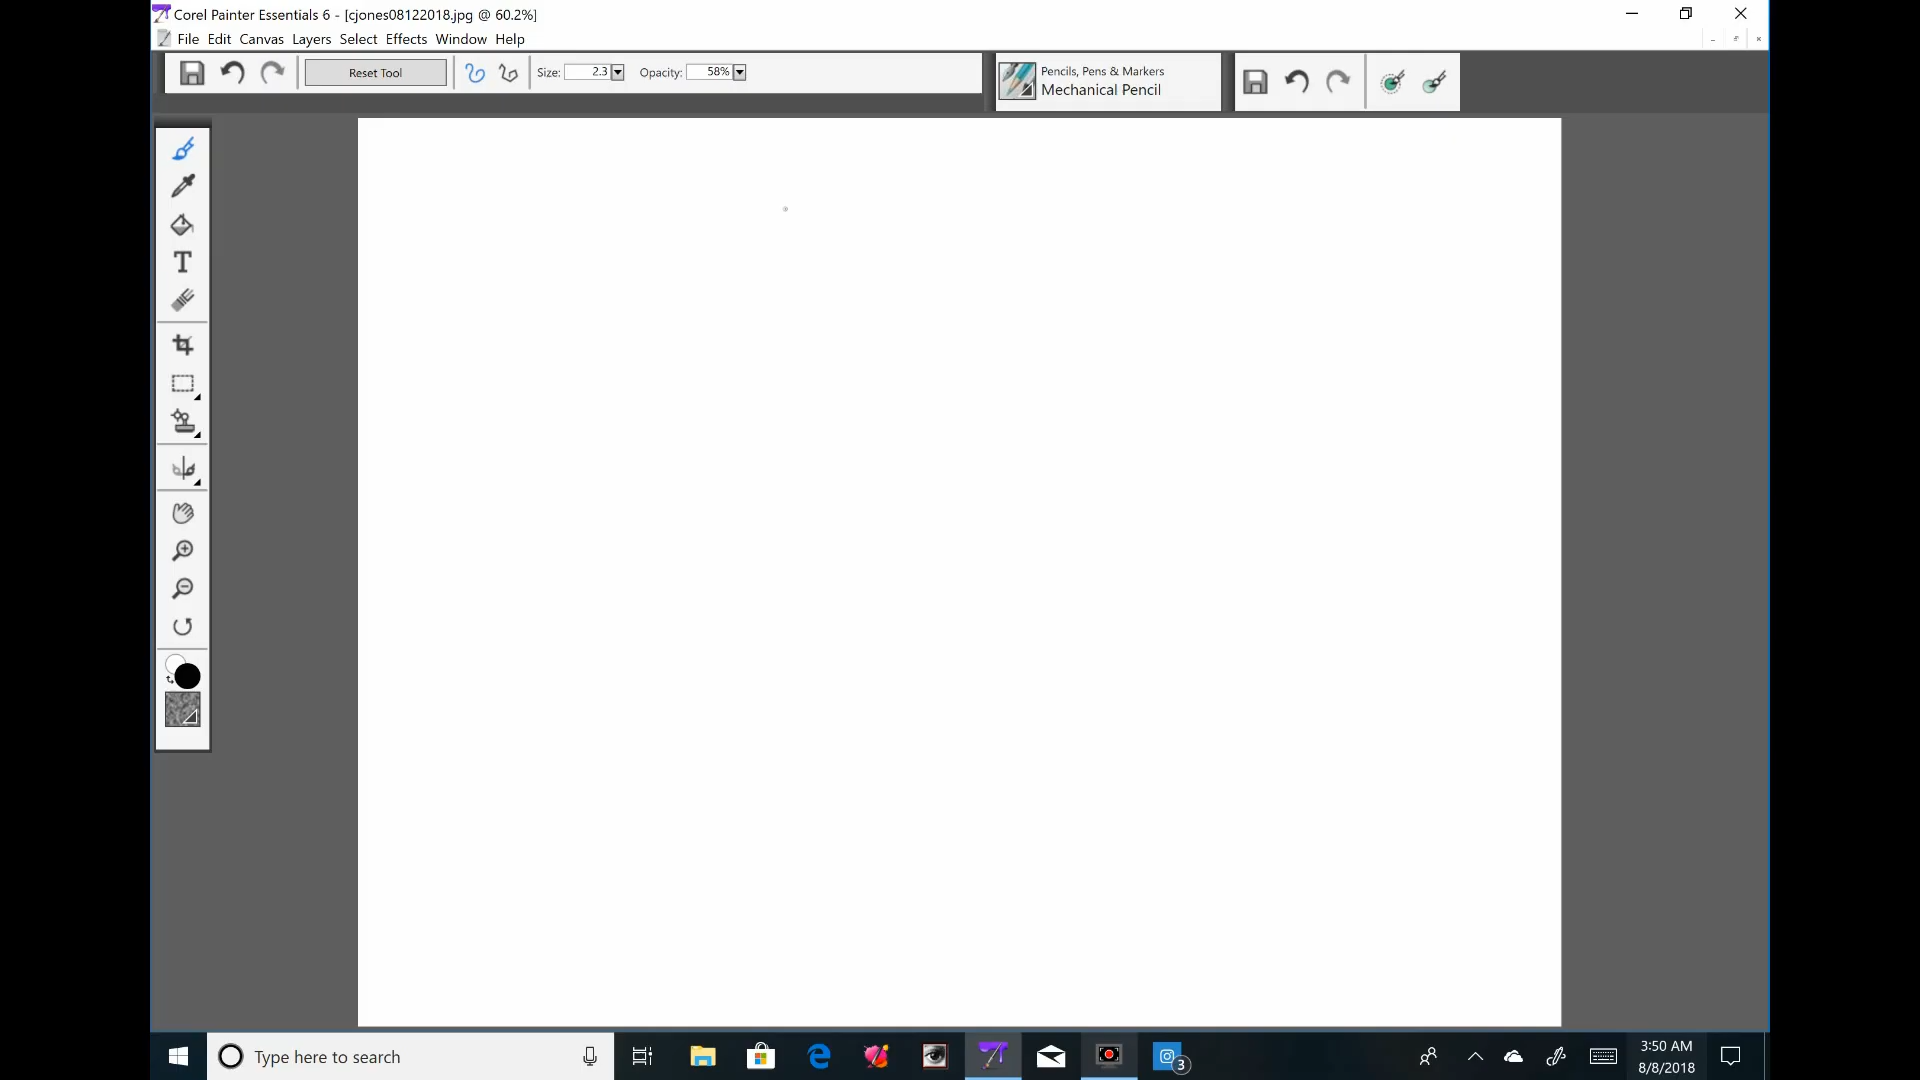 Corel Painter Essentials 6 - [cjones08122018.jpg @ 60.2%]
File Edit Canvas Layers Select Effects Window Help
Reset Tool
Size: 2.3
Opacity: 58%
Pencils, Pens & Markers
Mechanical Pencil
T
Type here to search
3
3:50 AM
8/8/2018